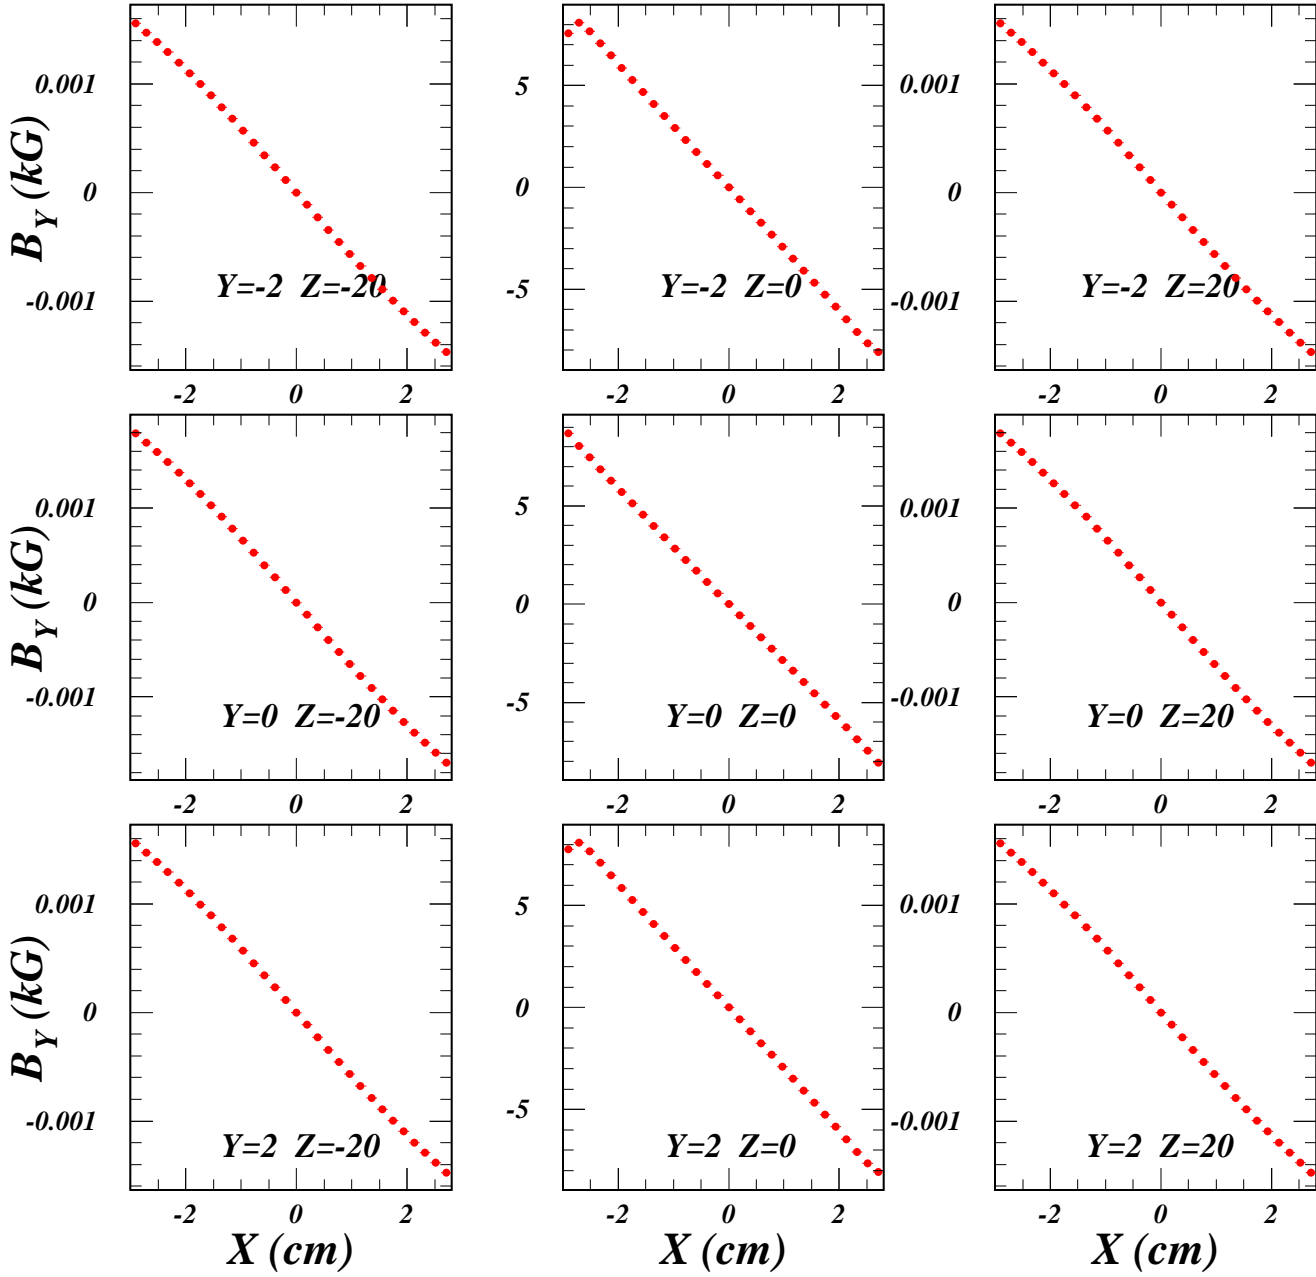 B_Y (kG)
0.001
0
-0.001
Y=-2 Z=-20
-2 0 2
5
0
-5
Y=-2 Z=0
-2 0 2
0.001
0
-0.001
Y=-2 Z=20
-2 0 2
B_Y (kG)
0.001
0
-0.001
Y=0 Z=-20
-2 0 2
5
0
-5
Y=0 Z=0
-2 0 2
0.001
0
-0.001
Y=0 Z=20
-2 0 2
B_Y (kG)
0.001
0
-0.001
Y=2 Z=-20
-2 0 2
X (cm)
5
0
-5
Y=2 Z=0
-2 0 2
X (cm)
0.001
0
-0.001
Y=2 Z=20
-2 0 2
X (cm)